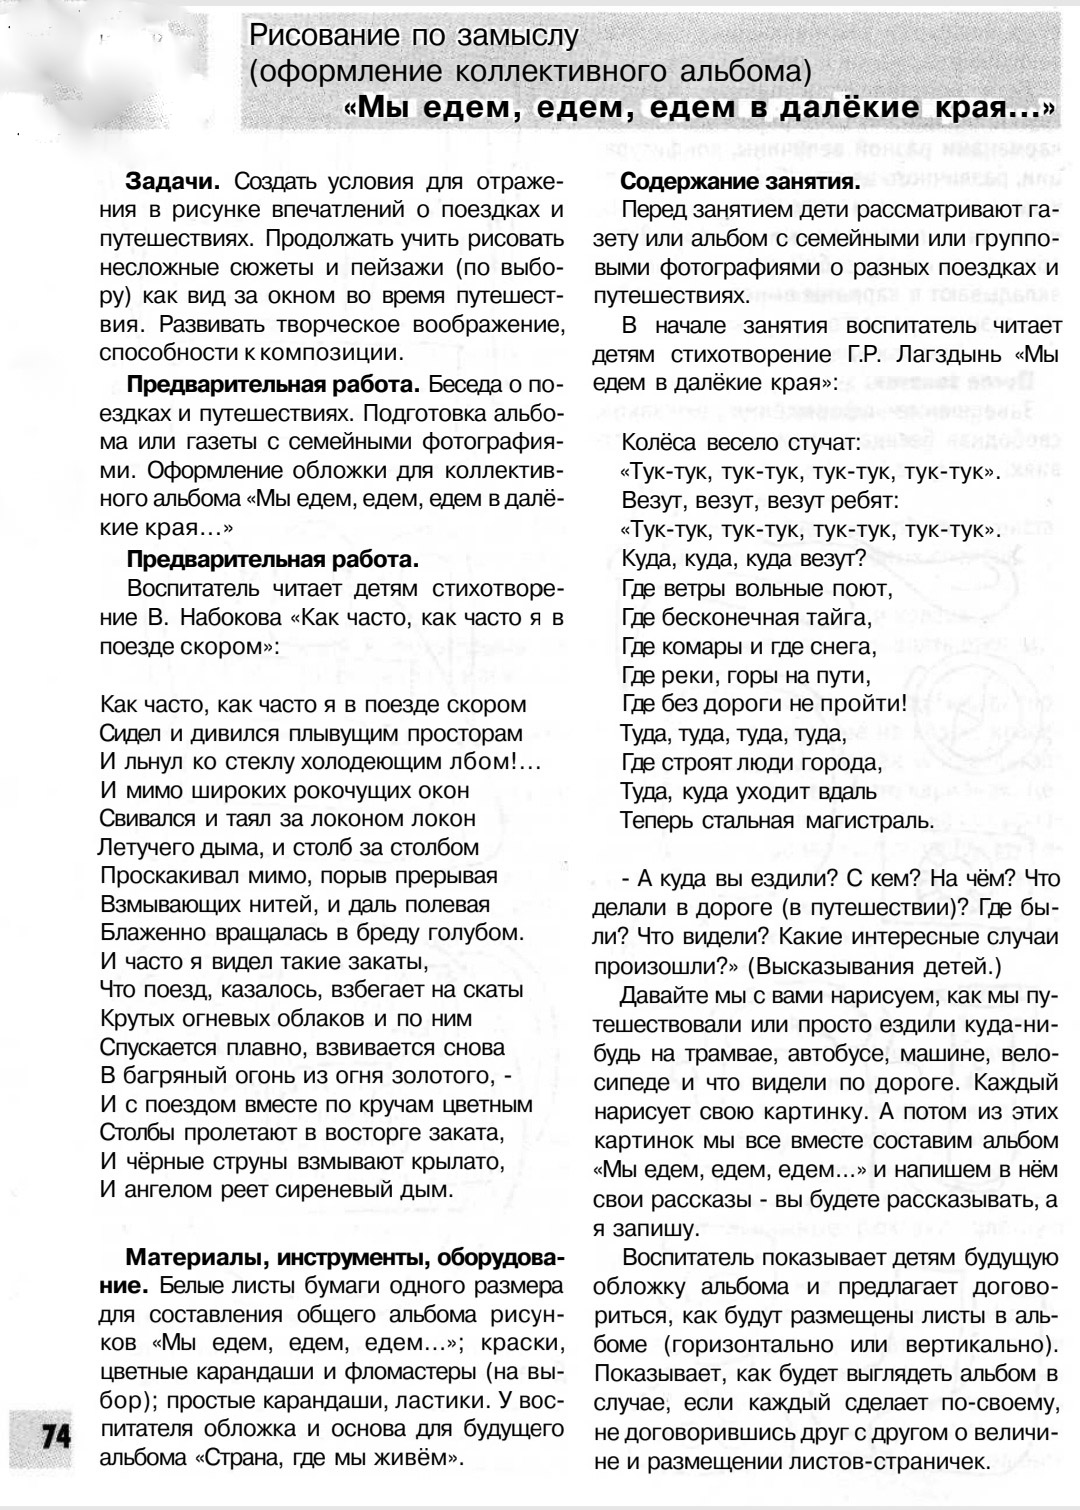 Рисование по замыслу
(оформление коллективного альбома)
«Мы едем, едем, едем в далёкие края...»
Задачи. Создать условия для отраже-
ния в рисунке впечатлений о поездках и
путешествиях. Продолжать учить рисовать
несложные сюжеты и пейзажи (по выбо-
ру) как вид за окном во время путешест-
вия. Развивать творческое воображение,
способности к композиции.
Предварительная работа. Беседа о по-
ездках и путешествиях. Подготовка альбо-
ма или газеты с семейными фотография-
ми. Оформление обложки для коллектив-
ного альбома «Мы едем, едем, едем в далё-
кие края...»
Предварительная работа.
Воспитатель читает детям стихотворе-
ние В. Набокова «Как часто, как часто я в
поезде скором»:
Как часто, как часто я в поезде скором
Сидел и дивился плывущим просторам
И льнул ко стеклу холодеющим лбом!...
И мимо широких рокочущих окон
Свивался и таял за локоном локон
Летучего дыма, и столб за столбом
Проскакивал мимо, порыв прерывая
Взмывающих нитей, и даль полевая
Блаженно вращалась в бреду голубом.
И часто я видел такие закаты,
Что поезд, казалось, взбегает на скаты
Крутых огневых облаков и по ним
Спускается плавно, взвивается снова
В багряный огонь из огня золотого, -
И с поездом вместе по кручам цветным
Столбы пролетают в восторге заката,
И чёрные струны взмывают крылато,
И ангелом реет сиреневый дым.
Материалы, инструменты, оборудова-
ние. Белые листы бумаги одного размера
для составления общего альбома рисун-
ков «Мы едем, едем, едем...»; краски,
цветные карандаши и фломастеры (на вы-
бор); простые карандаши, ластики. У вос-
питателя обложка и основа для будущего
альбома «Страна, где мы живём».
74
Содержание занятия.
Перед занятием дети рассматривают га-
зету или альбом с семейными или группо-
выми фотографиями о разных поездках и
путешествиях.
В начале занятия воспитатель читает
детям стихотворение Г.Р. Лагздынь «Мы
едем в далёкие края»:
Колёса весело стучат:
«Тук-тук, тук-тук, тук-тук, тук-тук».
Везут, везут, везут ребят:
«Тук-тук, тук-тук, тук-тук, тук-тук».
Куда, куда, куда везут?
Где ветры вольные поют,
Где бесконечная тайга,
Где комары и где снега,
Где реки, горы на пути,
Где без дороги не пройти!
Туда, туда, туда, туда,
Где строят люди города,
Туда, куда уходит вдаль
Теперь стальная магистраль.
- А куда вы ездили? С кем? На чём? Что
делали в дороге (в путешествии)? Где бы-
ли? Что видели? Какие интересные случаи
произошли?» (Высказывания детей.)
Давайте мы с вами нарисуем, как мы пу-
тешествовали или просто ездили куда-ни-
будь на трамвае, автобусе, машине, вело-
сипеде и что видели по дороге. Каждый
нарисует свою картинку. А потом из этих
картинок мы все вместе составим альбом
«Мы едем, едем, едем...» и напишем в нём
свои рассказы - вы будете рассказывать, а
я запишу.
Воспитатель показывает детям будущую
обложку альбома и предлагает догово-
риться, как будут размещены листы в аль-
боме (горизонтально или вертикально).
Показывает, как будет выглядеть альбом в
случае, если каждый сделает по-своему,
не договорившись друг с другом о величи-
не и размещении листов-страничек.